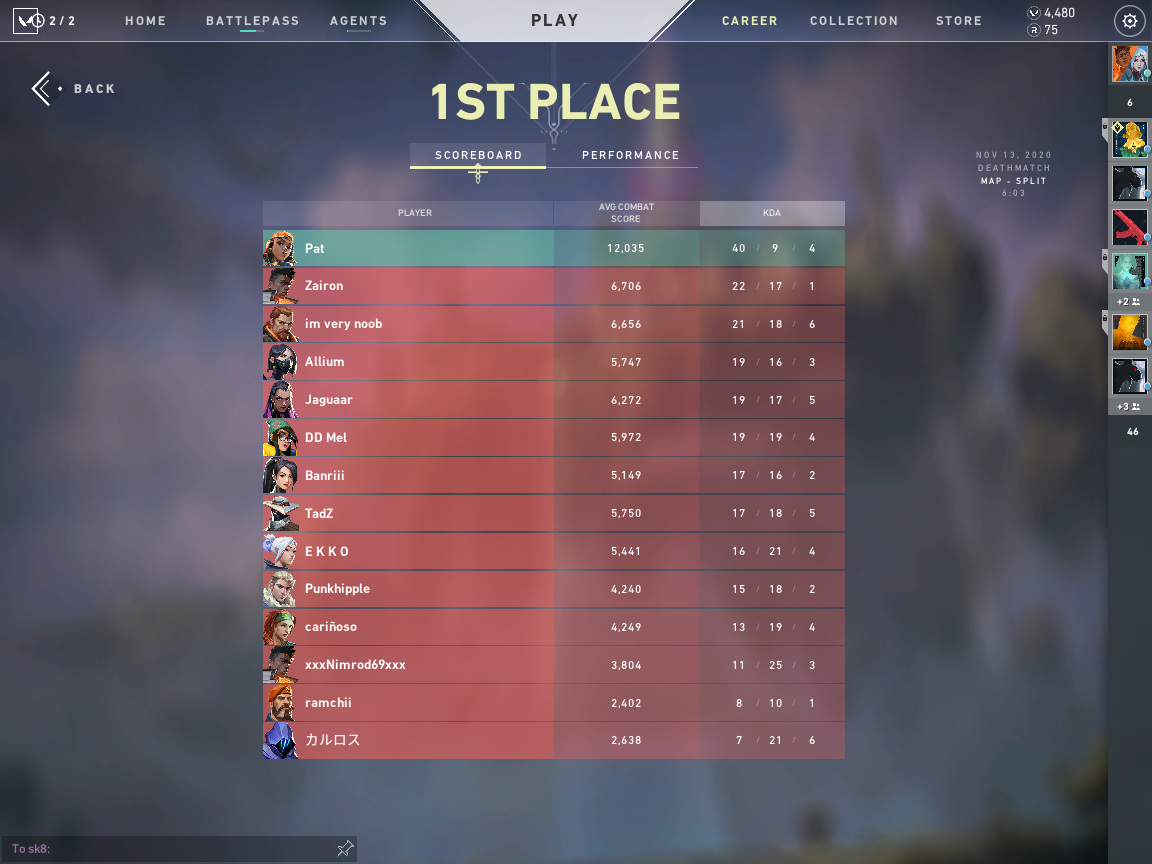 2 / 2 HOME BATTLEPASS AGENTS PLAY CAREER COLLECTION STORE 4,480
R 75
BACK
1ST PLACE
SCOREBOARD PERFORMANCE
NOV 13, 2020
DEATHMATCH
MAP - SPLIT
6:03
PLAYER AVG COMBAT SCORE KDA
Pat 12,035 40 / 9 / 4
Zairon 6,706 22 / 17 / 1
im very noob 6,656 21 / 18 / 6
Allium 5,747 19 / 16 / 3
Jaguaar 6,272 19 / 17 / 5
DD Mel 5,972 19 / 19 / 4
Banriii 5,149 17 / 16 / 2
TadZ 5,750 17 / 18 / 5
E K K O 5,441 16 / 21 / 4
Punkhipple 4,240 15 / 18 / 2
cariñoso 4,249 13 / 19 / 4
xxxNimrod69xxx 3,804 11 / 25 / 3
ramchii 2,402 8 / 10 / 1
カルロス 2,638 7 / 21 / 6
6
+2
+3
46
To sk8: